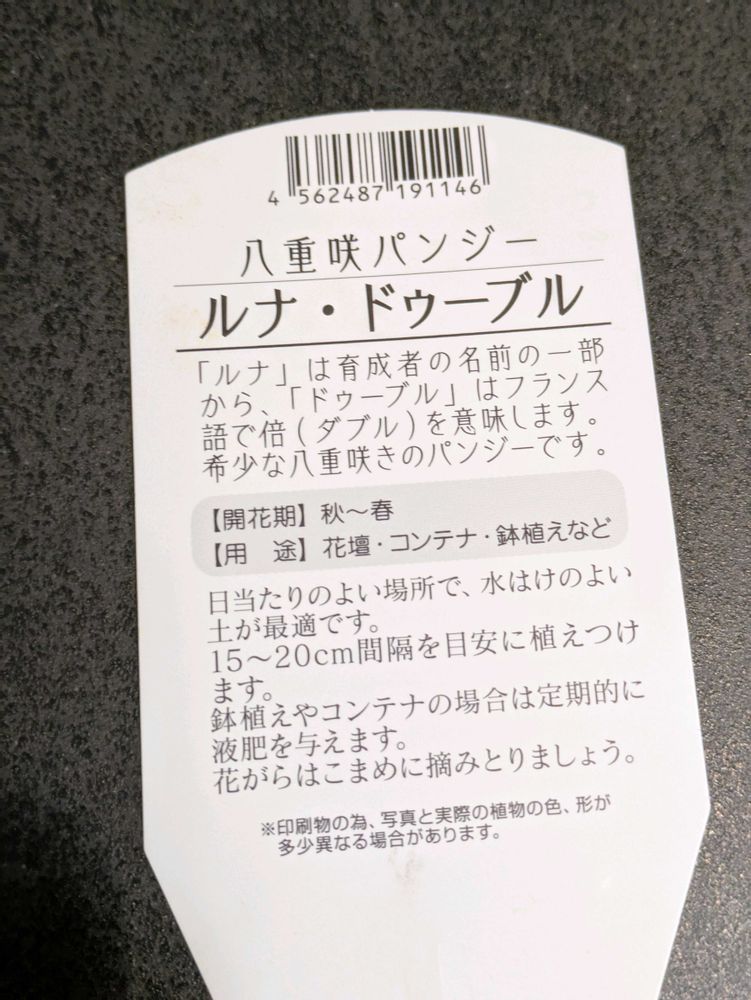 4 562487 191146
八重咲パンジー
ルナ・ドゥーブル
「ルナ」は育成者の名前の一部
から、「ドゥーブル」はフランス
語で倍(ダブル)を意味します。
希少な八重咲きのパンジーです。
【開花期】秋〜春
【用　途】花壇・コンテナ・鉢植えなど
日当たりのよい場所で、水はけのよい
土が最適です。
15〜20cm間隔を目安に植えつけ
ます。
鉢植えやコンテナの場合は定期的に
液肥を与えます。
花がらはこまめに摘みとりましょう。
※印刷物の為、写真と実際の植物の色、形が
多少異なる場合があります。